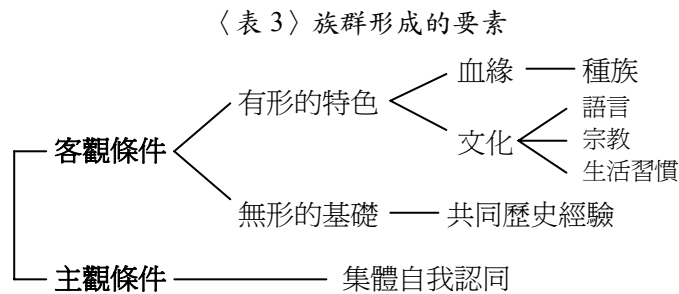 〈表 3〉族群形成的要素
血緣 種族
有形的特色
語言
文化 宗教
客觀條件
生活習慣
無形的基礎 共同歷史經驗
主觀條件 集體自我認同